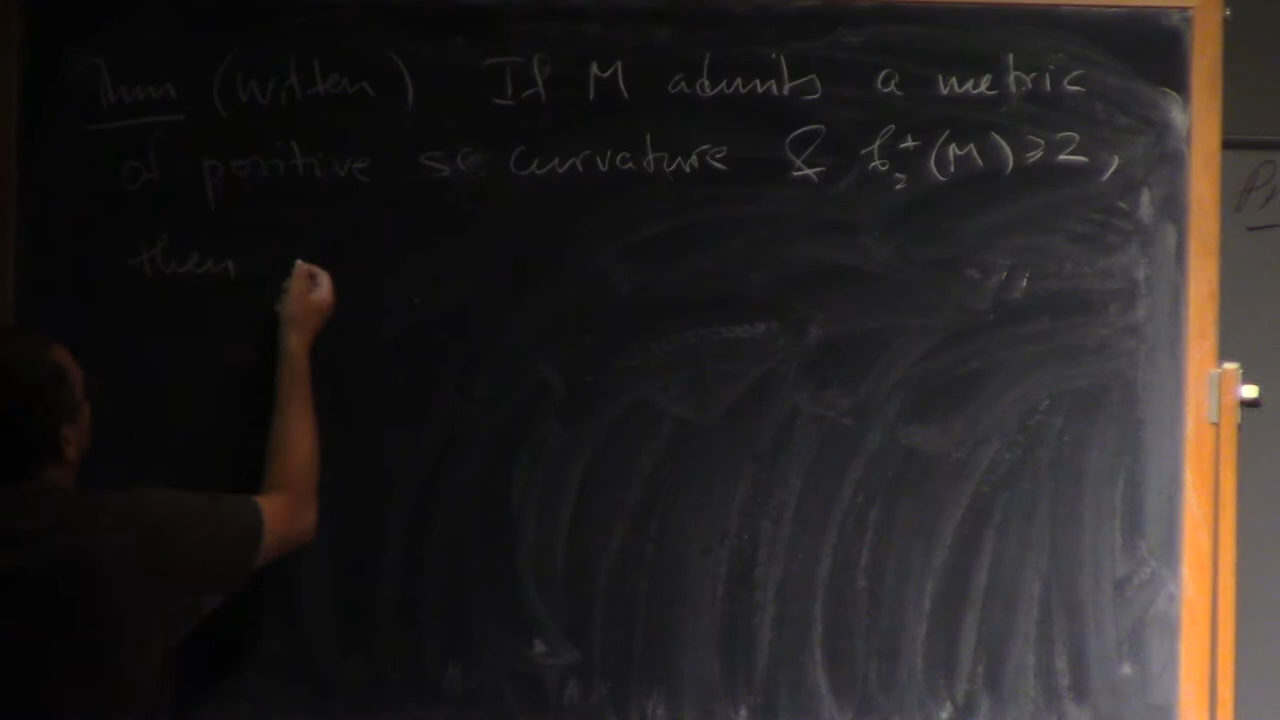 Thm (Witten) If M admits a metric
of positive sc. curvature & b₂⁺(M) ⩾ 2,
then